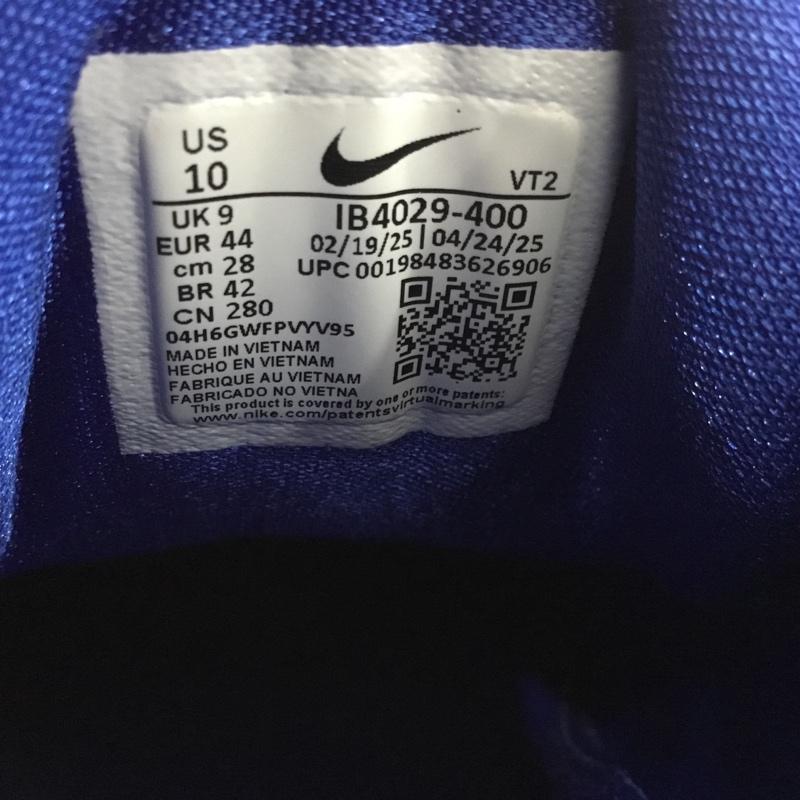 US
10
VT2
UK 9
EUR 44
cm 28
BR 42
CN 280
IB4029-400
02/19/25 | 04/24/25
UPC 00198483626906
04H6GWFPVYV95
MADE IN VIETNAM
HECHO EN VIETNAM
FABRIQUE AU VIETNAM
FABRICADO NO VIETNA
This product is covered by one or more patents:
www.nike.com/patentsvirtualmarking